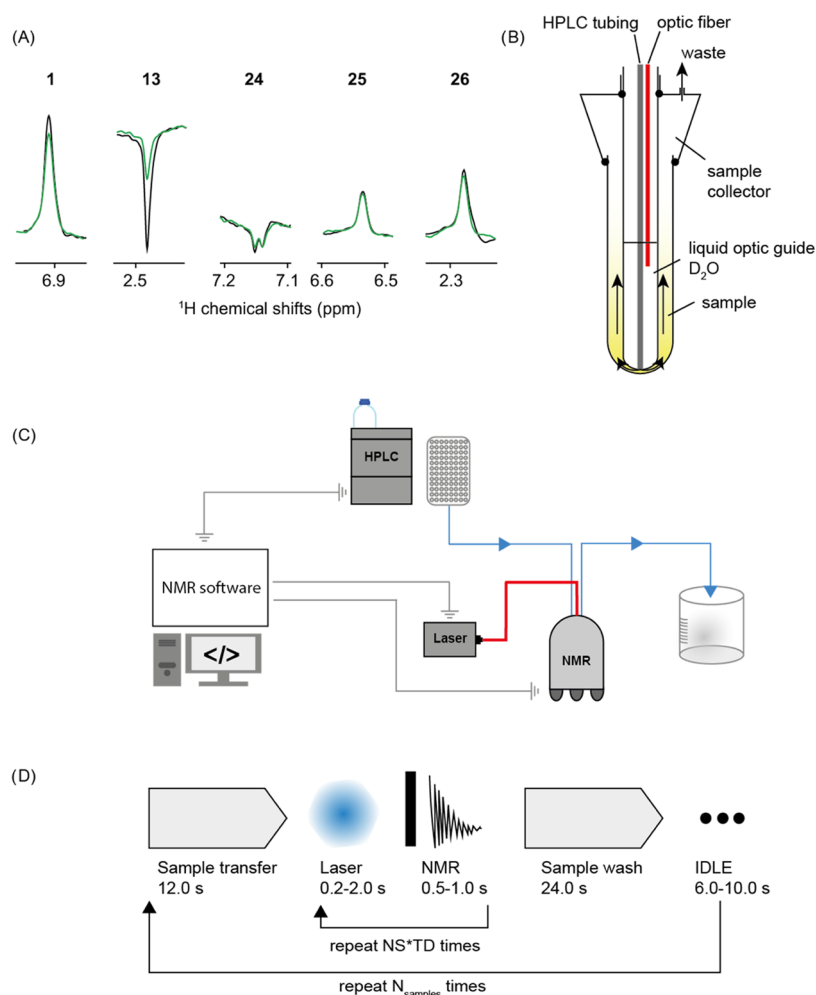 (A)
1 13 24 25 26
6.9 2.5 7.2 7.1 6.6 6.5 2.3
¹H chemical shifts (ppm)
(B)
HPLC tubing optic fiber
waste
sample
collector
liquid optic guide
D₂O
sample
(C)
HPLC
NMR software
</>
Laser
NMR
(D)
Sample transfer Laser NMR Sample wash IDLE
12.0 s 0.2-2.0 s 0.5-1.0 s 24.0 s 6.0-10.0 s
repeat NS*TD times
repeat Nsamples times